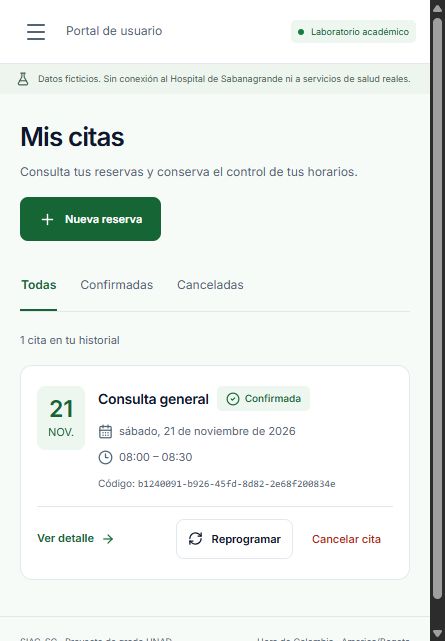 Portal de usuario
Laboratorio académico
Datos ficticios. Sin conexión al Hospital de Sabanagrande ni a servicios de salud reales.
Mis citas
Consulta tus reservas y conserva el control de tus horarios.
Nueva reserva
Todas Confirmadas Canceladas
1 cita en tu historial
21
NOV.
Consulta general
Confirmada
sábado, 21 de noviembre de 2026
08:00 – 08:30
Código: b1240091-b926-45fd-8d82-2e68f200834e
Ver detalle
Reprogramar
Cancelar cita